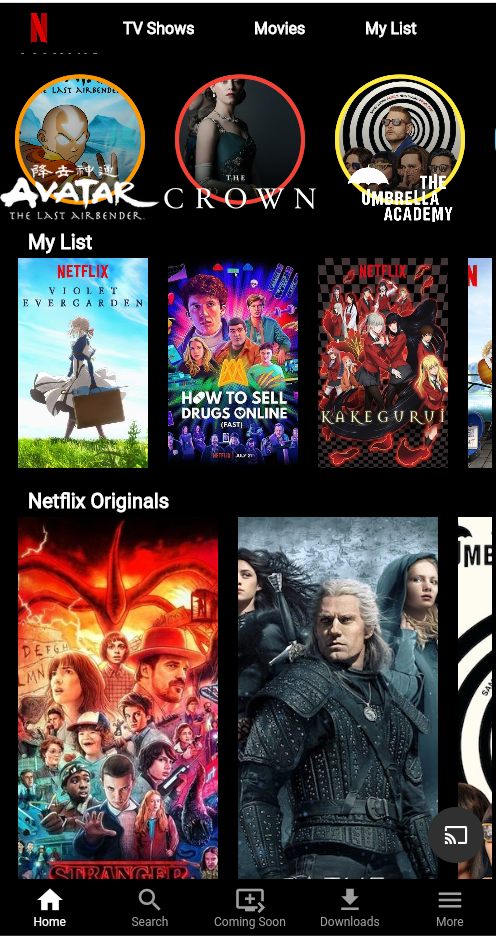 N
TV Shows
Movies
My List
THE LAST AIRBENDER
降去神通
AVATAR
THE LAST AIRBENDER.
THE
CROWN
THE
UMBRELLA
ACADEMY
My List
NETFLIX
VIOLET
EVERGARDEN
HOW TO SELL
DRUGS ONLINE
(FAST)
NETFLIX | JULY 21
NETFLIX
KAKEGURUI
N
Netflix Originals
DEFGH
LMN
STRANGER
UMB
Home
Search
Coming Soon
Downloads
More